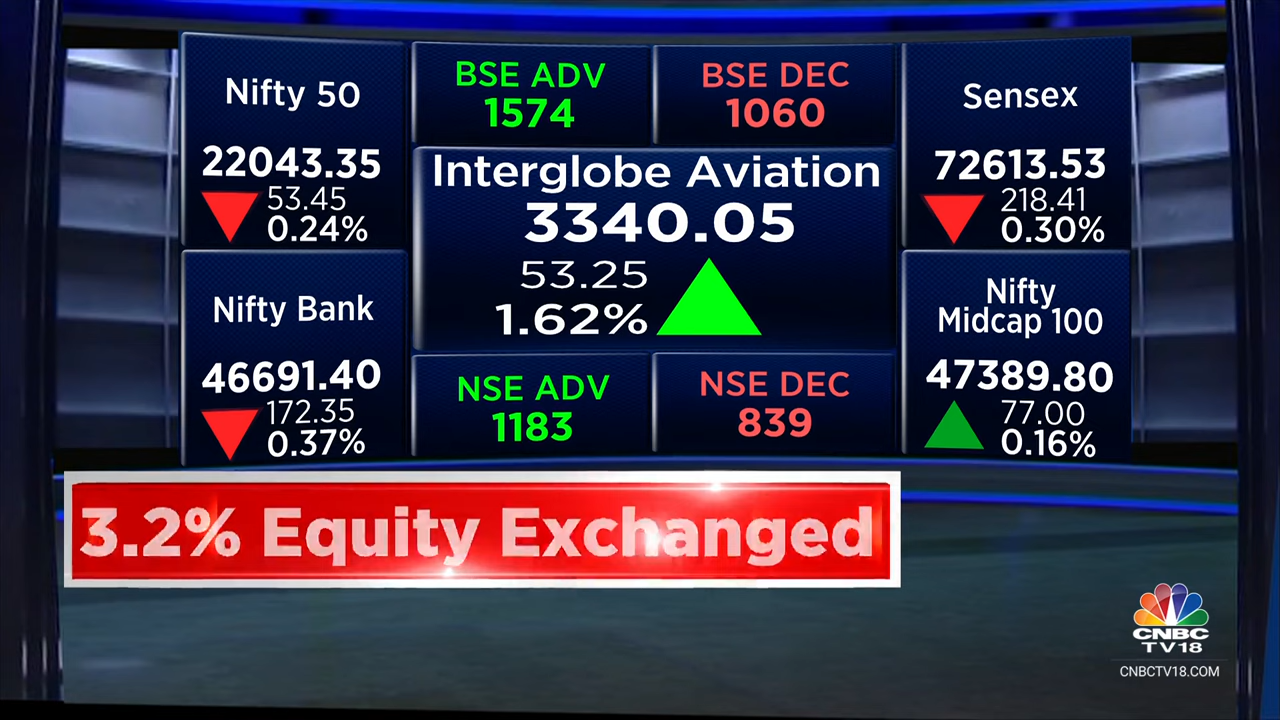 Nifty 50
22043.35
53.45
0.24%
BSE ADV
1574
BSE DEC
1060
Sensex
72613.53
218.41
0.30%
Interglobe Aviation
3340.05
53.25
1.62%
Nifty Bank
46691.40
172.35
0.37%
NSE ADV
1183
NSE DEC
839
Nifty
Midcap 100
47389.80
77.00
0.16%
3.2% Equity Exchanged
CNBC
TV18
CNBCTV18.COM